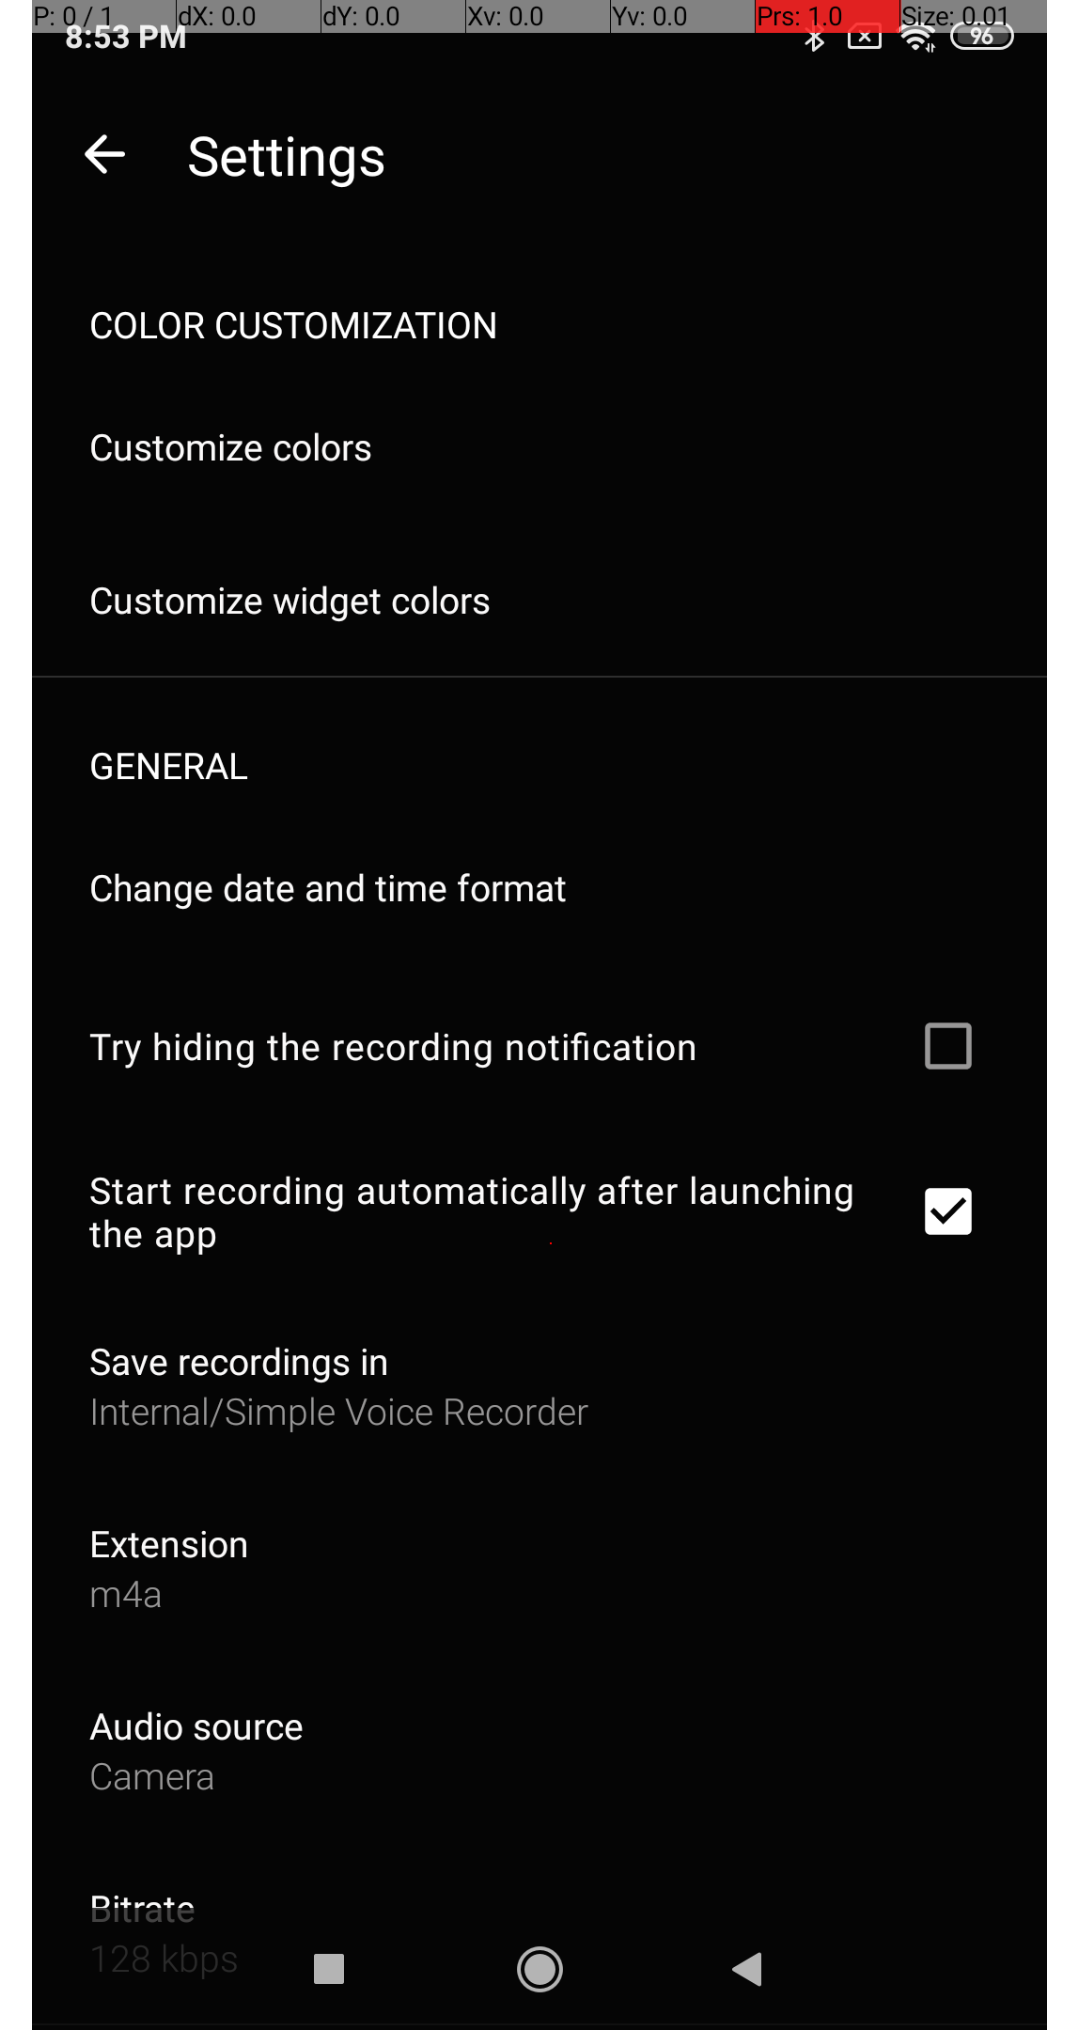 P: 0 / 1 dX: 0.0 dY: 0.0 Xv: 0.0 Yv: 0.0 Prs: 1.0 Size: 0.01
8:53 PM 96
Settings
COLOR CUSTOMIZATION
Customize colors
Customize widget colors
GENERAL
Change date and time format
Try hiding the recording notification
Start recording automatically after launching
the app
Save recordings in
Internal/Simple Voice Recorder
Extension
m4a
Audio source
Camera
Bitrate
128 kbps